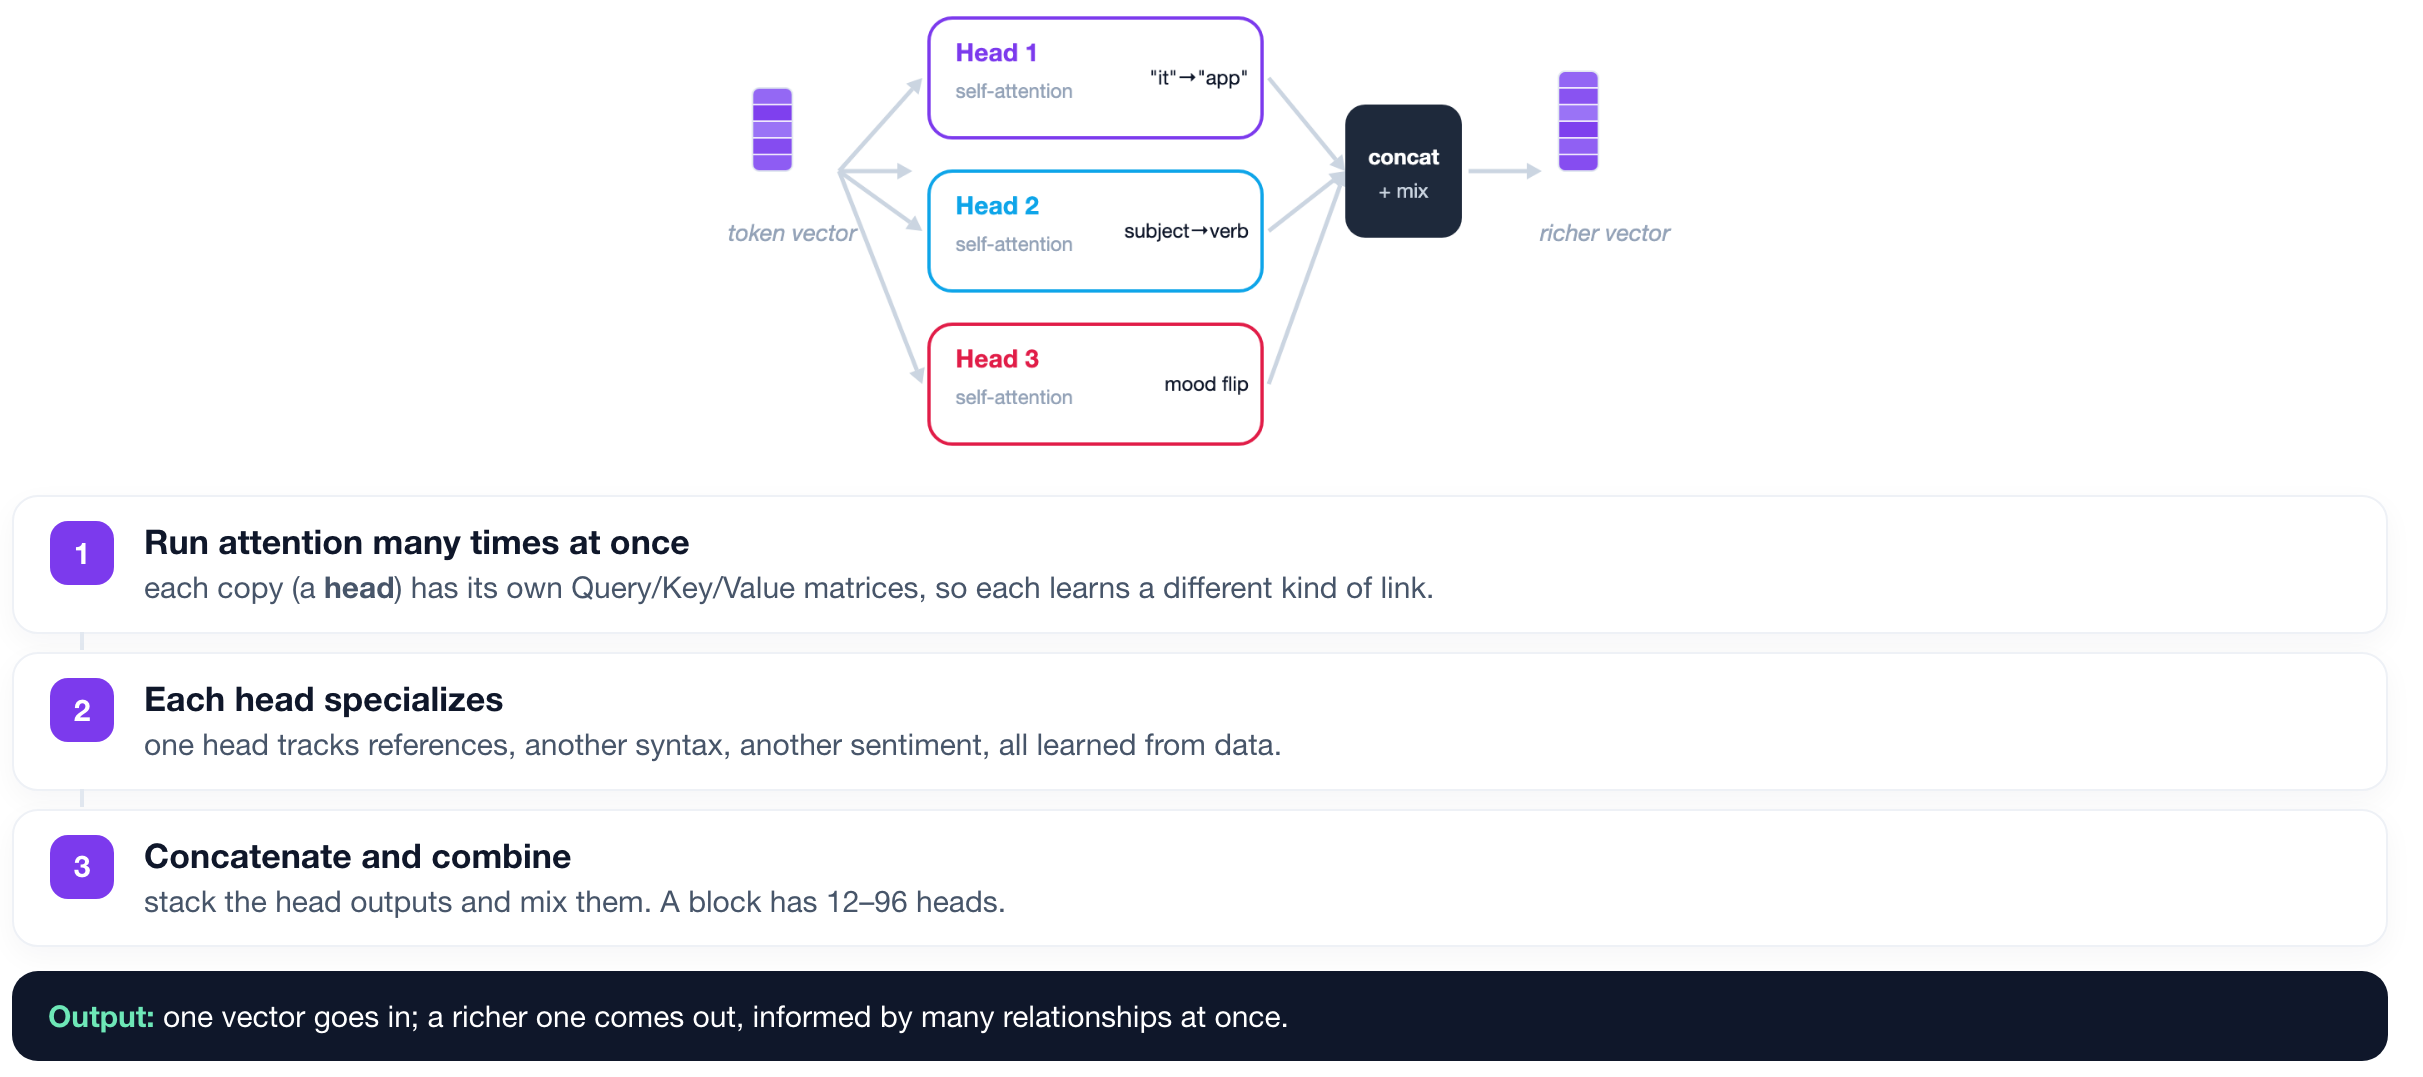 Head 1
self-attention
"it"→"app"
token vector
Head 2
self-attention
subject→verb
Head 3
self-attention
mood flip
concat
+ mix
richer vector
1
Run attention many times at once
each copy (a head) has its own Query/Key/Value matrices, so each learns a different kind of link.
2
Each head specializes
one head tracks references, another syntax, another sentiment, all learned from data.
3
Concatenate and combine
stack the head outputs and mix them. A block has 12–96 heads.
Output: one vector goes in; a richer one comes out, informed by many relationships at once.